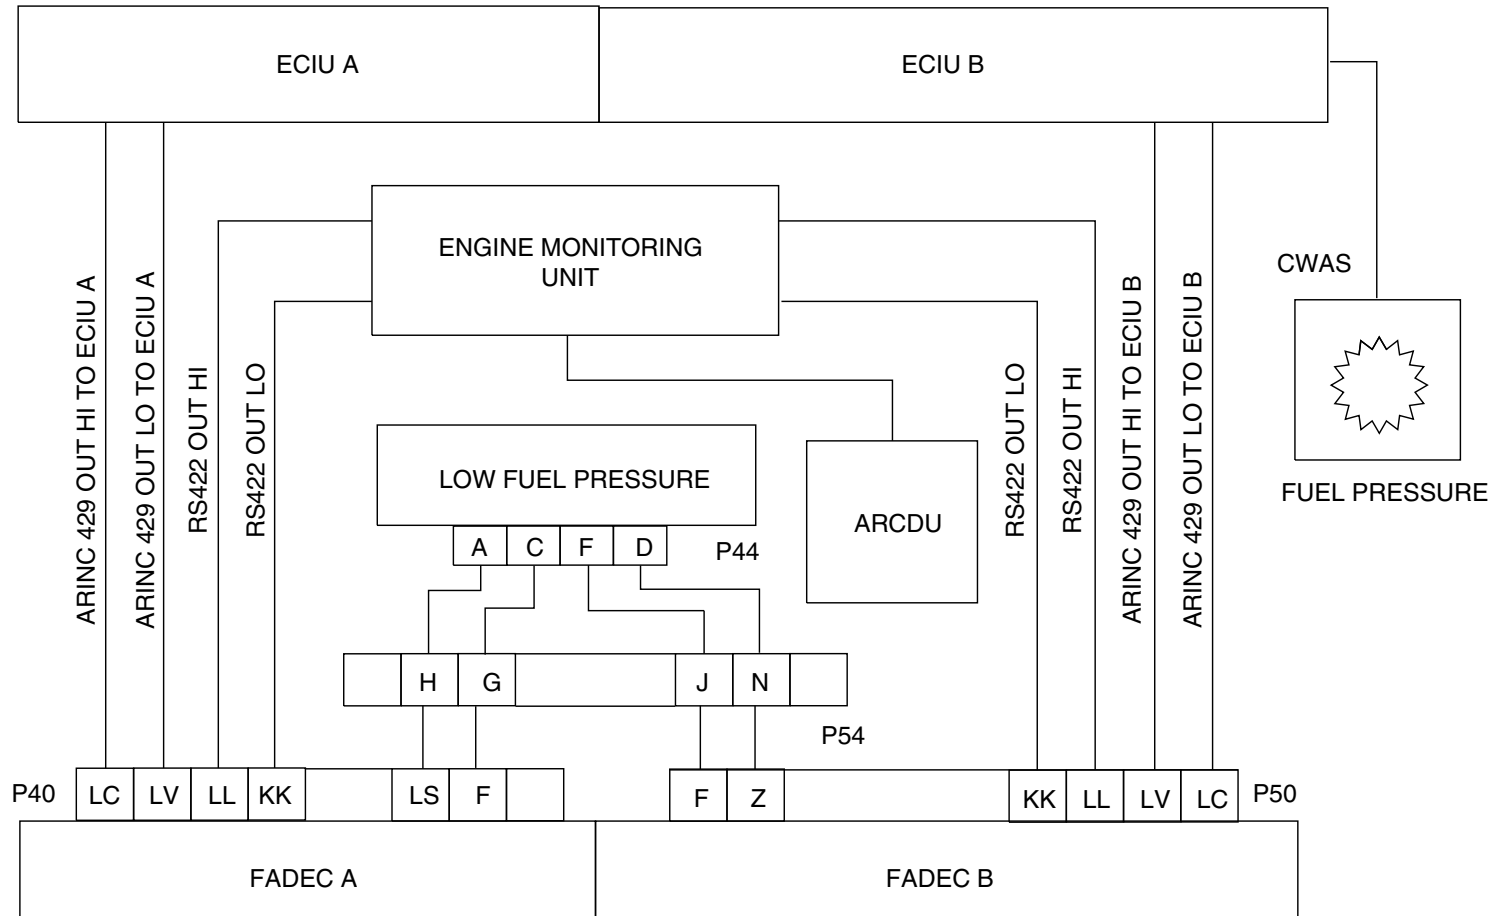 ECIU A
ECIU B
ENGINE MONITORING
UNIT
CWAS
ARINC 429 OUT HI TO ECIU A
ARINC 429 OUT LO TO ECIU A
RS422 OUT HI
RS422 OUT LO
RS422 OUT LO
RS422 OUT HI
ARINC 429 OUT HI TO ECIU B
ARINC 429 OUT LO TO ECIU B
LOW FUEL PRESSURE
FUEL PRESSURE
ARCDU
A C F D
P44
H G J N
P54
P40
LC LV LL KK LS F
F Z KK LL LV LC
P50
FADEC A
FADEC B